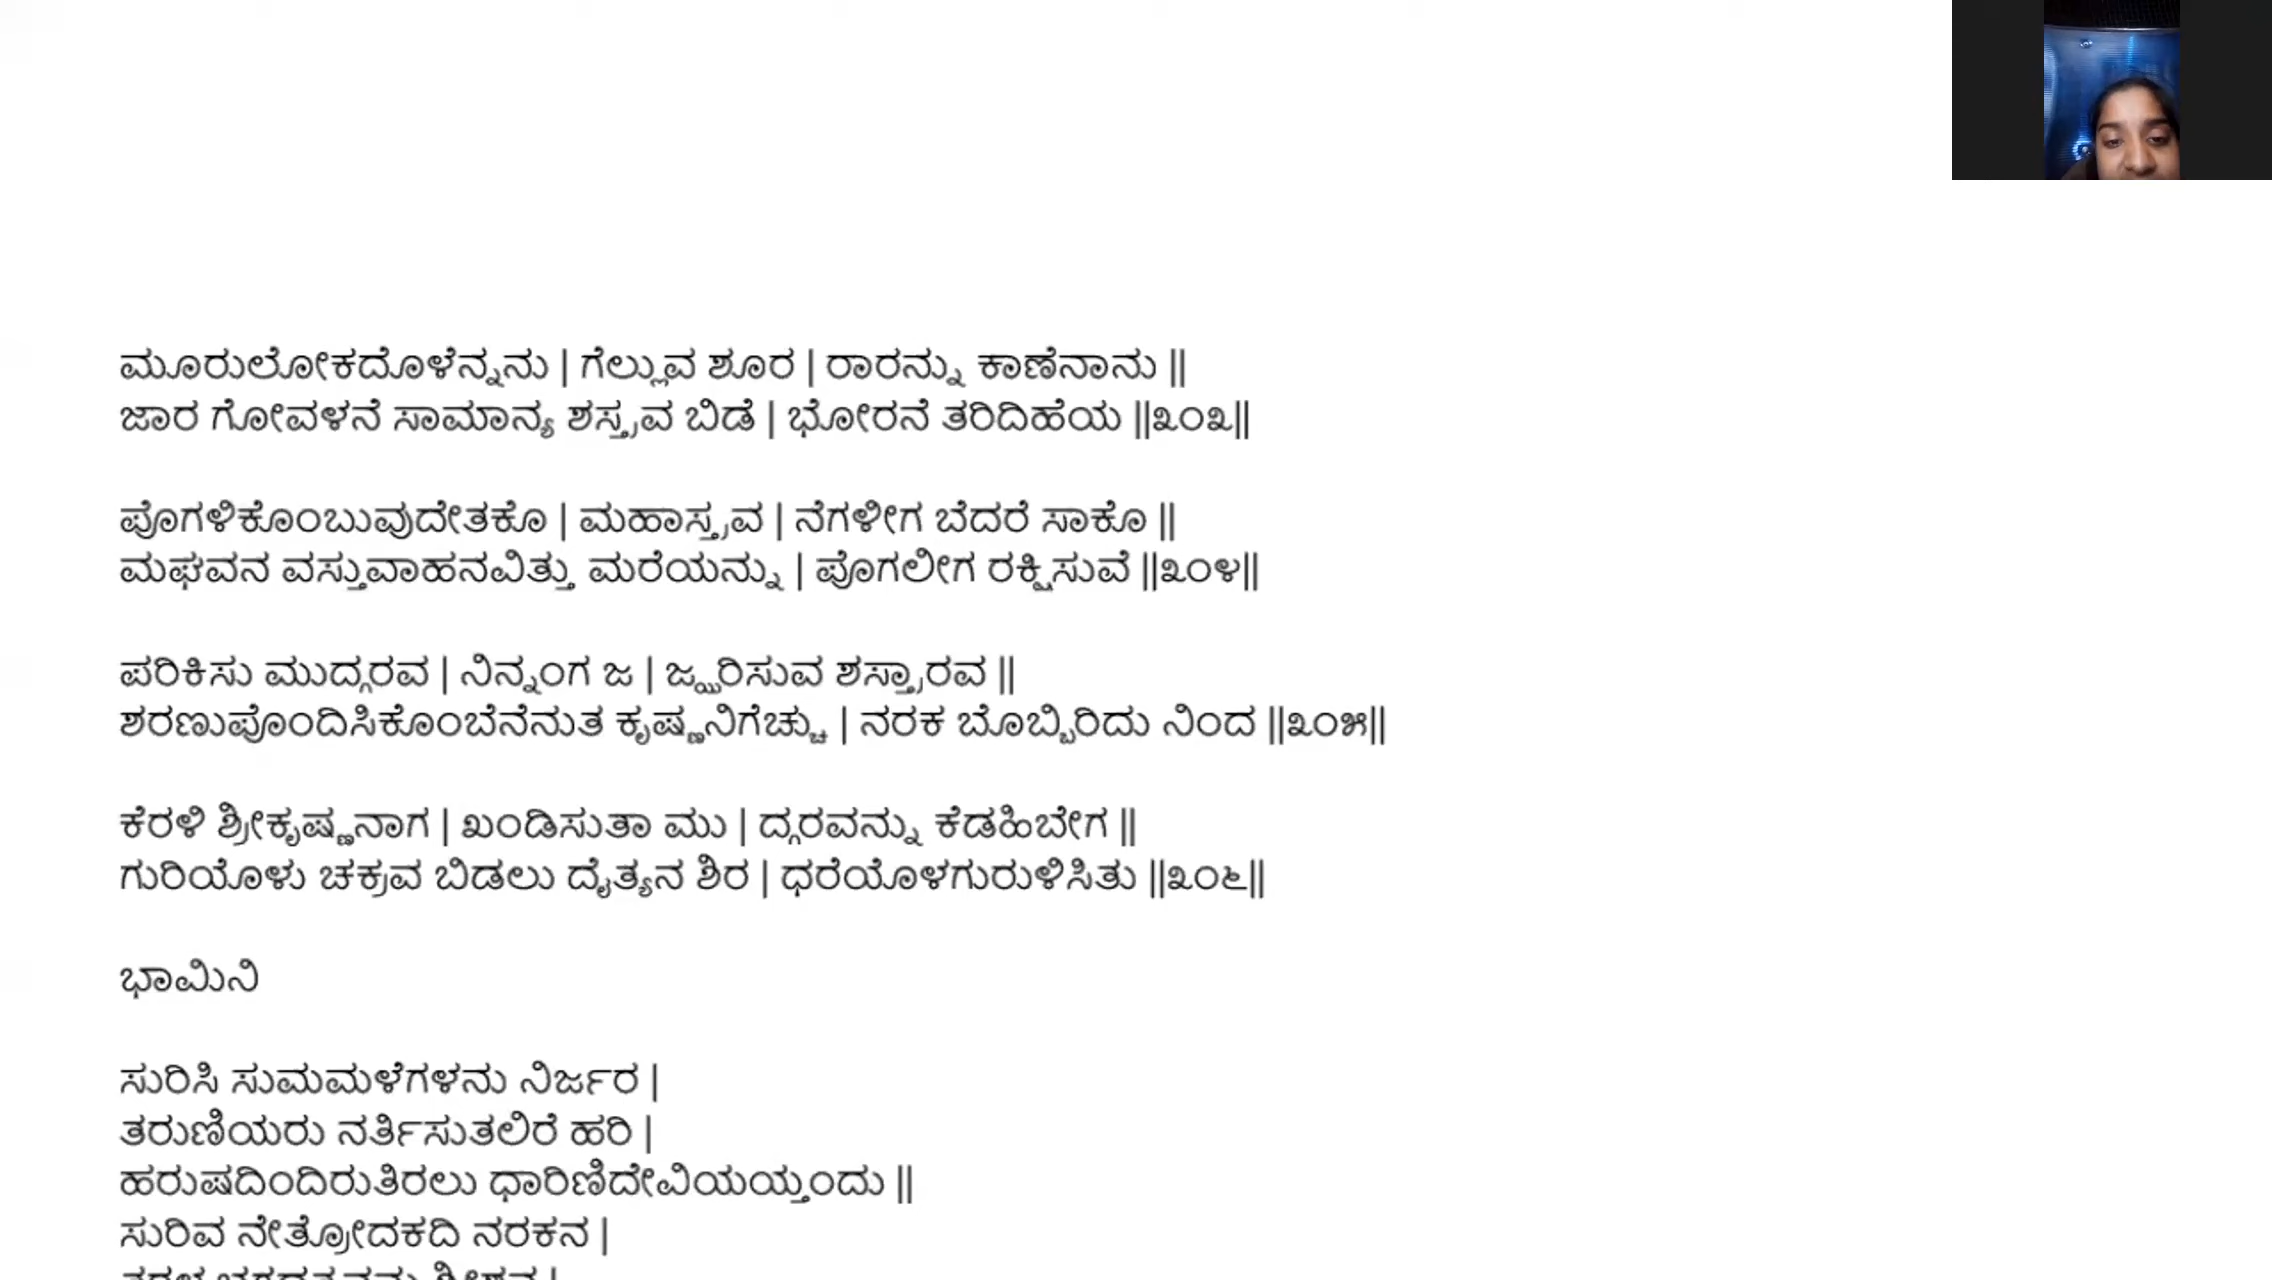 ಮೂರುಲೋಕದೊಳೆನ್ನನು | ಗೆಲ್ಲುವ ಶೂರ | ರಾರನ್ನು ಕಾಣೆನಾನು ||
ಜಾರ ಗೋವಳನೆ ಸಾಮಾನ್ಯ ಶಸ್ತ್ರವ ಬಿಡೆ | ಭೋರನೆ ತರಿದಿಹೆಯ ||೩೦೩||
ಪೊಗಳಿಕೊಂಬುವುದೇತಕೊ | ಮಹಾಸ್ತ್ರವ | ನೆಗಳೀಗ ಬೆದರೆ ಸಾಕೊ ||
ಮಘವನ ವಸ್ತುವಾಹನವಿತ್ತು ಮರೆಯನ್ನು | ಪೊಗಲೀಗ ರಕ್ಷಿಸುವೆ ||೩೦೪||
ಪರಿಕಿಸು ಮುದ್ಗರವ | ನಿನ್ನಂಗ ಜ | ಜ್ಝರಿಸುವ ಶಸ್ತ್ರಾರವ ||
ಶರಣುಪೊಂದಿಸಿಕೊಂಬೆನೆನುತ ಕೃಷ್ಣನಿಗೆಚ್ಚು | ನರಕ ಬೊಬ್ಬಿರಿದು ನಿಂದ ||೩೦೫||
ಕೆರಳಿ ಶ್ರೀಕೃಷ್ಣನಾಗ | ಖಂಡಿಸುತಾ ಮು | ದ್ಗರವನ್ನು ಕೆಡಹಿಬೇಗ ||
ಗುರಿಯೊಳು ಚಕ್ರವ ಬಿಡಲು ದೈತ್ಯನ ಶಿರ | ಧರೆಯೊಳಗುರುಳಿಸಿತು ||೩೦೬||
ಭಾಮಿನಿ
ಸುರಿಸಿ ಸುಮಮಳೆಗಳನು ನಿರ್ಜರ |
ತರುಣಿಯರು ನರ್ತಿಸುತಲಿರೆ ಹರಿ |
ಹರುಷದಿಂದಿರುತಿರಲು ಧಾರಿಣಿದೇವಿಯಯ್ತಂದು ||
ಸುರಿವ ನೇತ್ರೋದಕದಿ ನರಕನ |